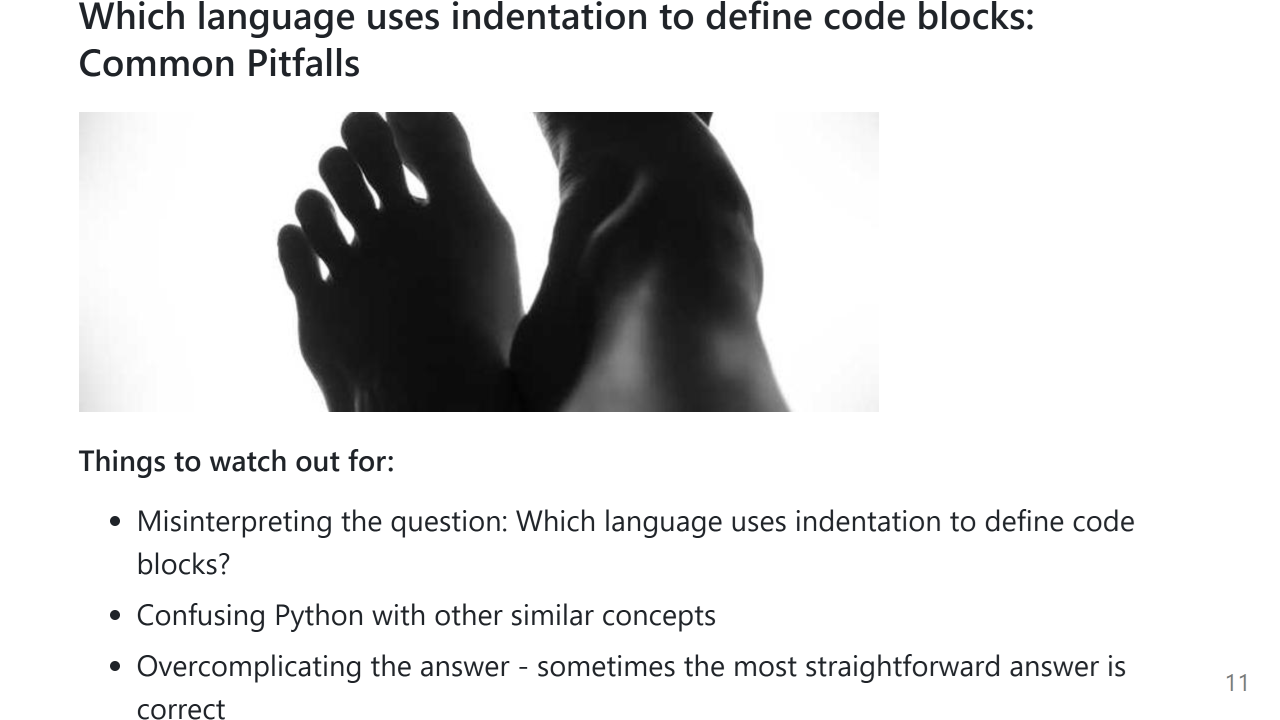 Which language uses indentation to define code blocks:
Common Pitfalls
Things to watch out for:
• Misinterpreting the question: Which language uses indentation to define code
blocks?
• Confusing Python with other similar concepts
• Overcomplicating the answer - sometimes the most straightforward answer is
correct
11